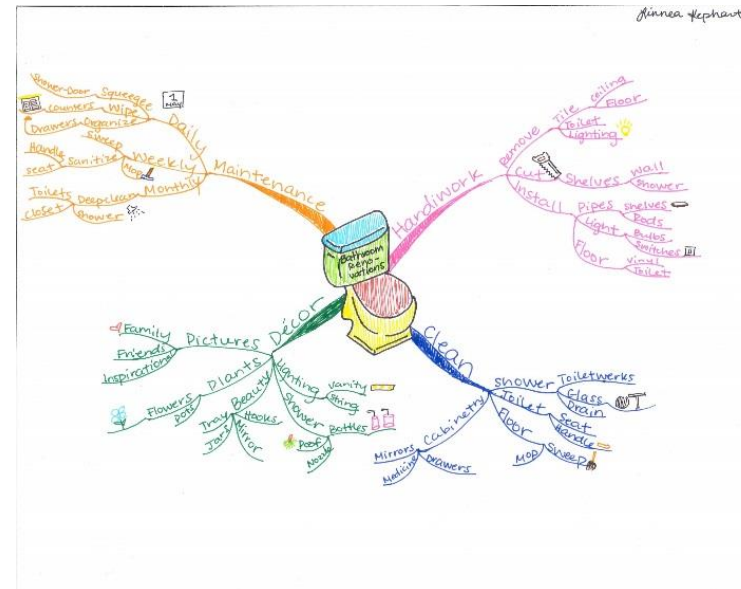 Linnea Kephart
Bathroom
Reno-
vations
Maintenance
Daily
Squeegee
Shower-Door
Wipe
Counters
Organize
Drawers
1
Weekly
Sweep
Mop
Sanitize
Handle
Seat
Monthly
Deepclean
Toilets
closet
shower
Hardiwork
Remove
Tile
ceiling
Floor
Toilet
Lighting
Cut
Shelves
wall
shower
Install
Pipes
shelves
Rods
Light
Bulbs
Switches
Floor
vinyl
Toilet
Décor
Pictures
Family
Friends
Inspirational
Plants
Flowers
Pots
Beauty
Tray
Jars
Mirror
Hooks
Lighting
Vanity
String
Shower
Bottles
Poof
Nozzle
Clean
Shower
Toiletwerks
Glass
Drain
Toilet
Seat
Handle
Floor
Sweep
Mop
Cabinetry
Mirrors
Medicine
Drawers